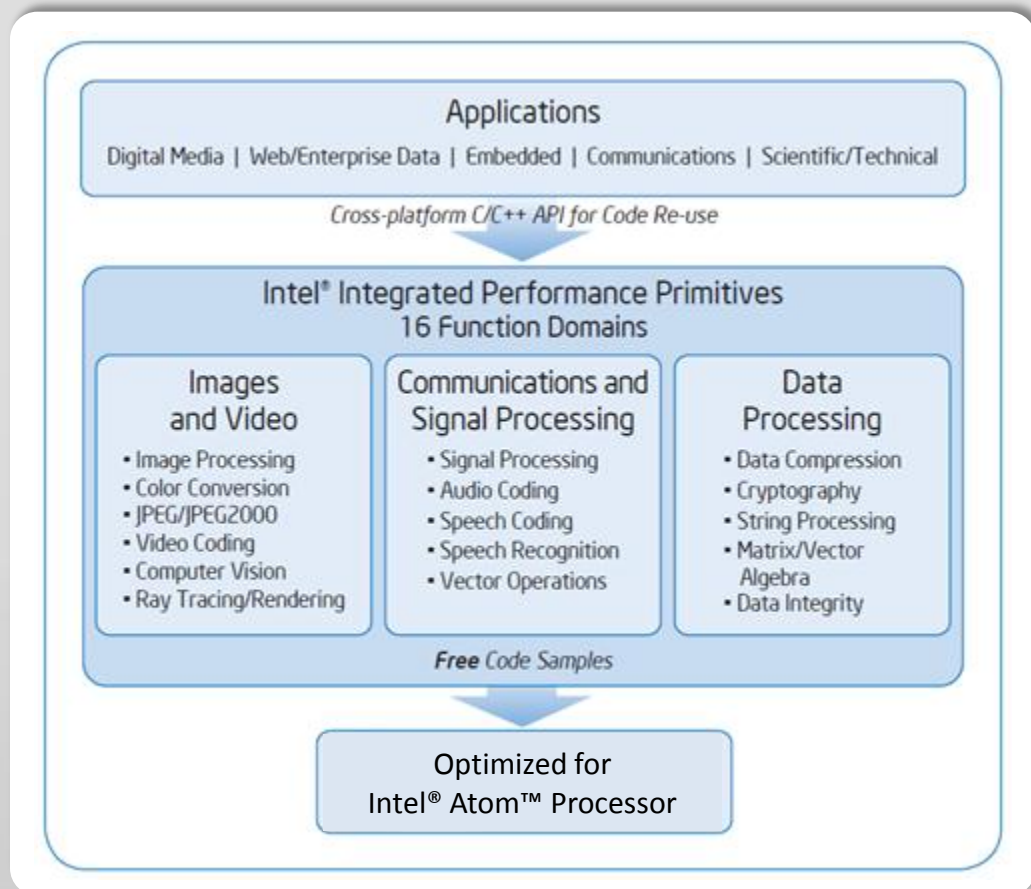 Applications
Digital Media | Web/Enterprise Data | Embedded | Communications | Scientific/Technical
Cross-platform C/C++ API for Code Re-use
Intel® Integrated Performance Primitives
16 Function Domains
Images
and Video
• Image Processing
• Color Conversion
• JPEG/JPEG2000
• Video Coding
• Computer Vision
• Ray Tracing/Rendering
Communications and
Signal Processing
• Signal Processing
• Audio Coding
• Speech Coding
• Speech Recognition
• Vector Operations
Data
Processing
• Data Compression
• Cryptography
• String Processing
• Matrix/Vector
Algebra
• Data Integrity
Free Code Samples
Optimized for
Intel® Atom™ Processor